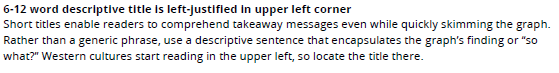 6-12 word descriptive title is left-justified in upper left corner
Short titles enable readers to comprehend takeaway messages even while quickly skimming the graph.
Rather than a generic phrase, use a descriptive sentence that encapsulates the graph's finding or "so
what?" Western cultures start reading in the upper left, so locate the title there.